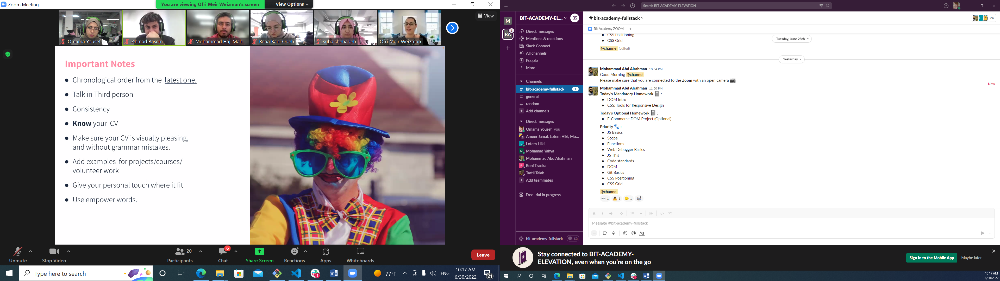 Zoom Meeting
You are viewing Ofri Meir Weizman's screen
View Options
View
Omama Yousef
Ahmad Basem
Mohammad Haj-Mah...
Roaa Bani Odeh
suha shehadeh
Ofri Meir Weizman
Important Notes
Chronological order from the latest one.
Talk in Third person
Consistency
Know your CV
Make sure your CV is visually pleasing,
and without grammar mistakes.
Add examples for projects/courses/
volunteer work
Give your personal touch where it fit
Use empower words.
Unmute
Stop Video
20
Participants
6
Chat
Share Screen
Reactions
Apps
Whiteboards
Leave
Type here to search
1
77°F
ENG
10:17 AM
6/30/2022
21
Search BIT-ACADEMY-ELEVATION
M
BA
1
BIT-ACADEMY-EL...
Direct messages
Mentions & reactions
Slack Connect
All channels
People
More
Channels
# bit-academy-fullstack 1
# general
# random
Add channels
Direct messages
Omama Yousef you
3 Ameer Jamal, Lotem Hiki, Mo...
L Lotem Hiki
M Mohamad Yahya
Mohammad Abd Alrahman
R Roni Tzadka
Tartil Talah
Add teammates
Free trial in progress
bit-academy-fullstack
# bit-academy-fullstack
L
24
Bit Academy ZOOM
CSS Positioning
Tuesday, June 28th
CSS Grid
@channel (edited)
Yesterday
Mohammad Abd Alrahman 10:54 PM
Good Morning @channel
Please make sure that you are connected to the Zoom with an open camera
New
Mohammad Abd Alrahman 11:50 PM
Today's Mandatory Homework :
DOM Intro
CSS: Tools for Responsive Design
Today's Optional Homework :
E-Commerce DOM Project (Optional)
Priority :
JS Basics
Scope
Functions
Web Debugger Basics
JS This
Code standards
DOM
Git Basics
CSS Positioning
CSS Grid
@channel
1 1 1
B I S
Message #bit-academy-fullstack
Aa
Stay connected to BIT-ACADEMY-
ELEVATION, even when you're on the go
Sign In to the Mobile App
Maybe later
10:17 AM
6/30/2022